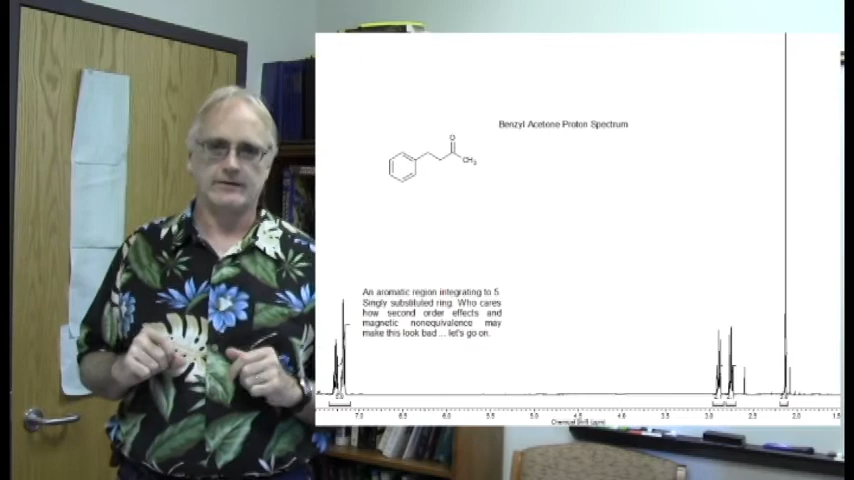 Benzyl Acetone Proton Spectrum
O
CH3
An aromatic region integrating to 5.
Singly substituted ring. Who cares
how second order effects and
magnetic nonequivalence may
make this look bad ... let's go on.
7.0 6.5 6.0 5.5 5.0 4.5 4.0 3.5 3.0 2.5 2.0 1.5
Chemical Shift (ppm)